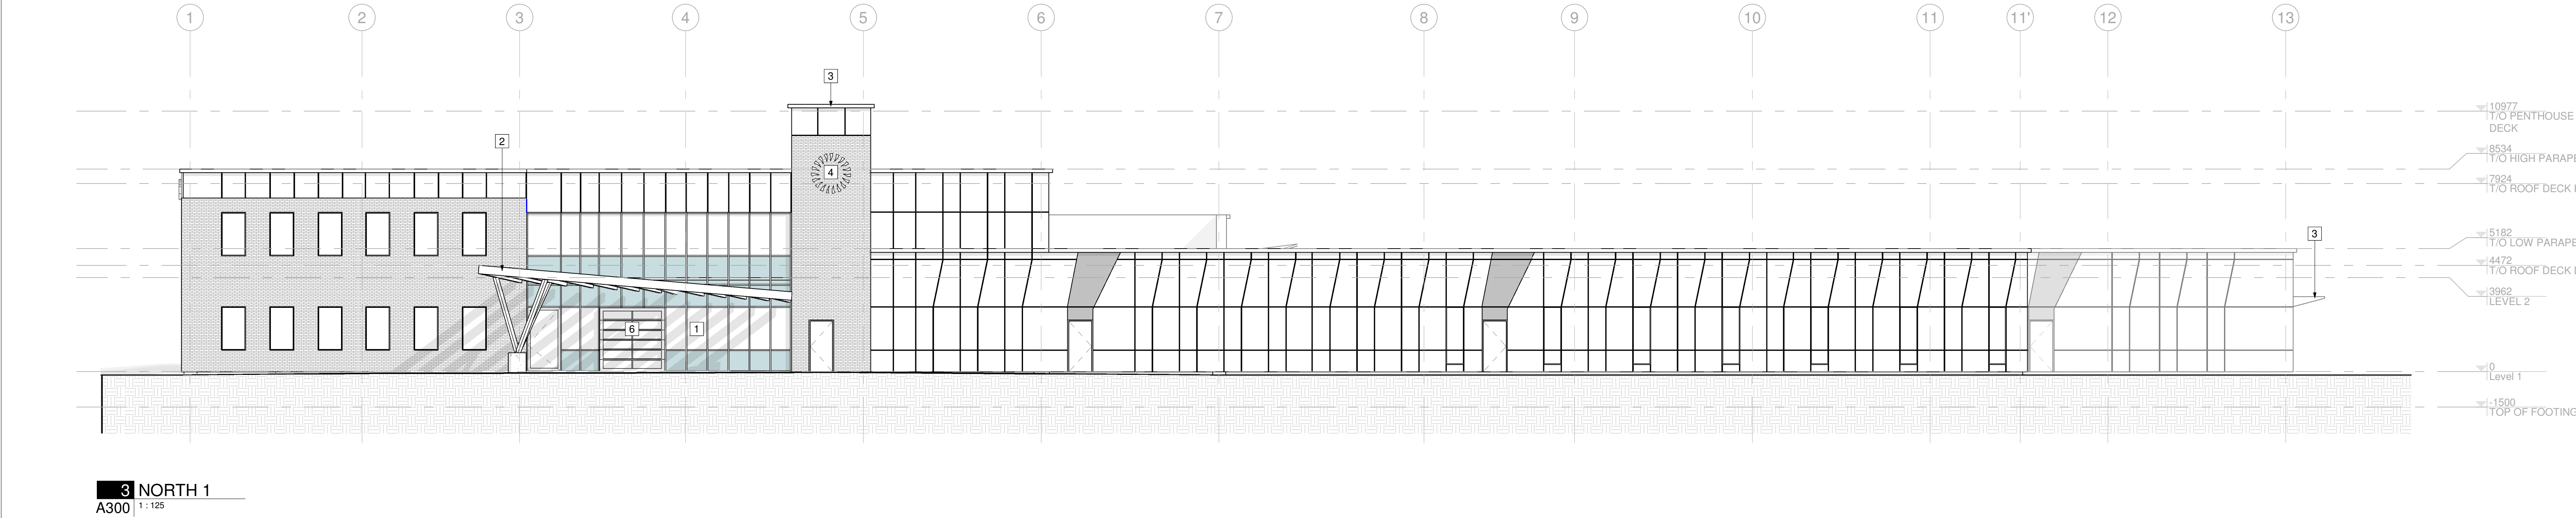 1 2 3 4 5 6 7 8 9 10 11 11' 12 13
3
10977
T/O PENTHOUSE
DECK
2
8534
T/O HIGH PARAPE
4
7924
T/O ROOF DECK
3
5182
T/O LOW PARAPE
4472
T/O ROOF DECK
3962
LEVEL 2
6 1
0
Level 1
-1500
TOP OF FOOTING
3 NORTH 1
A300 1 : 125